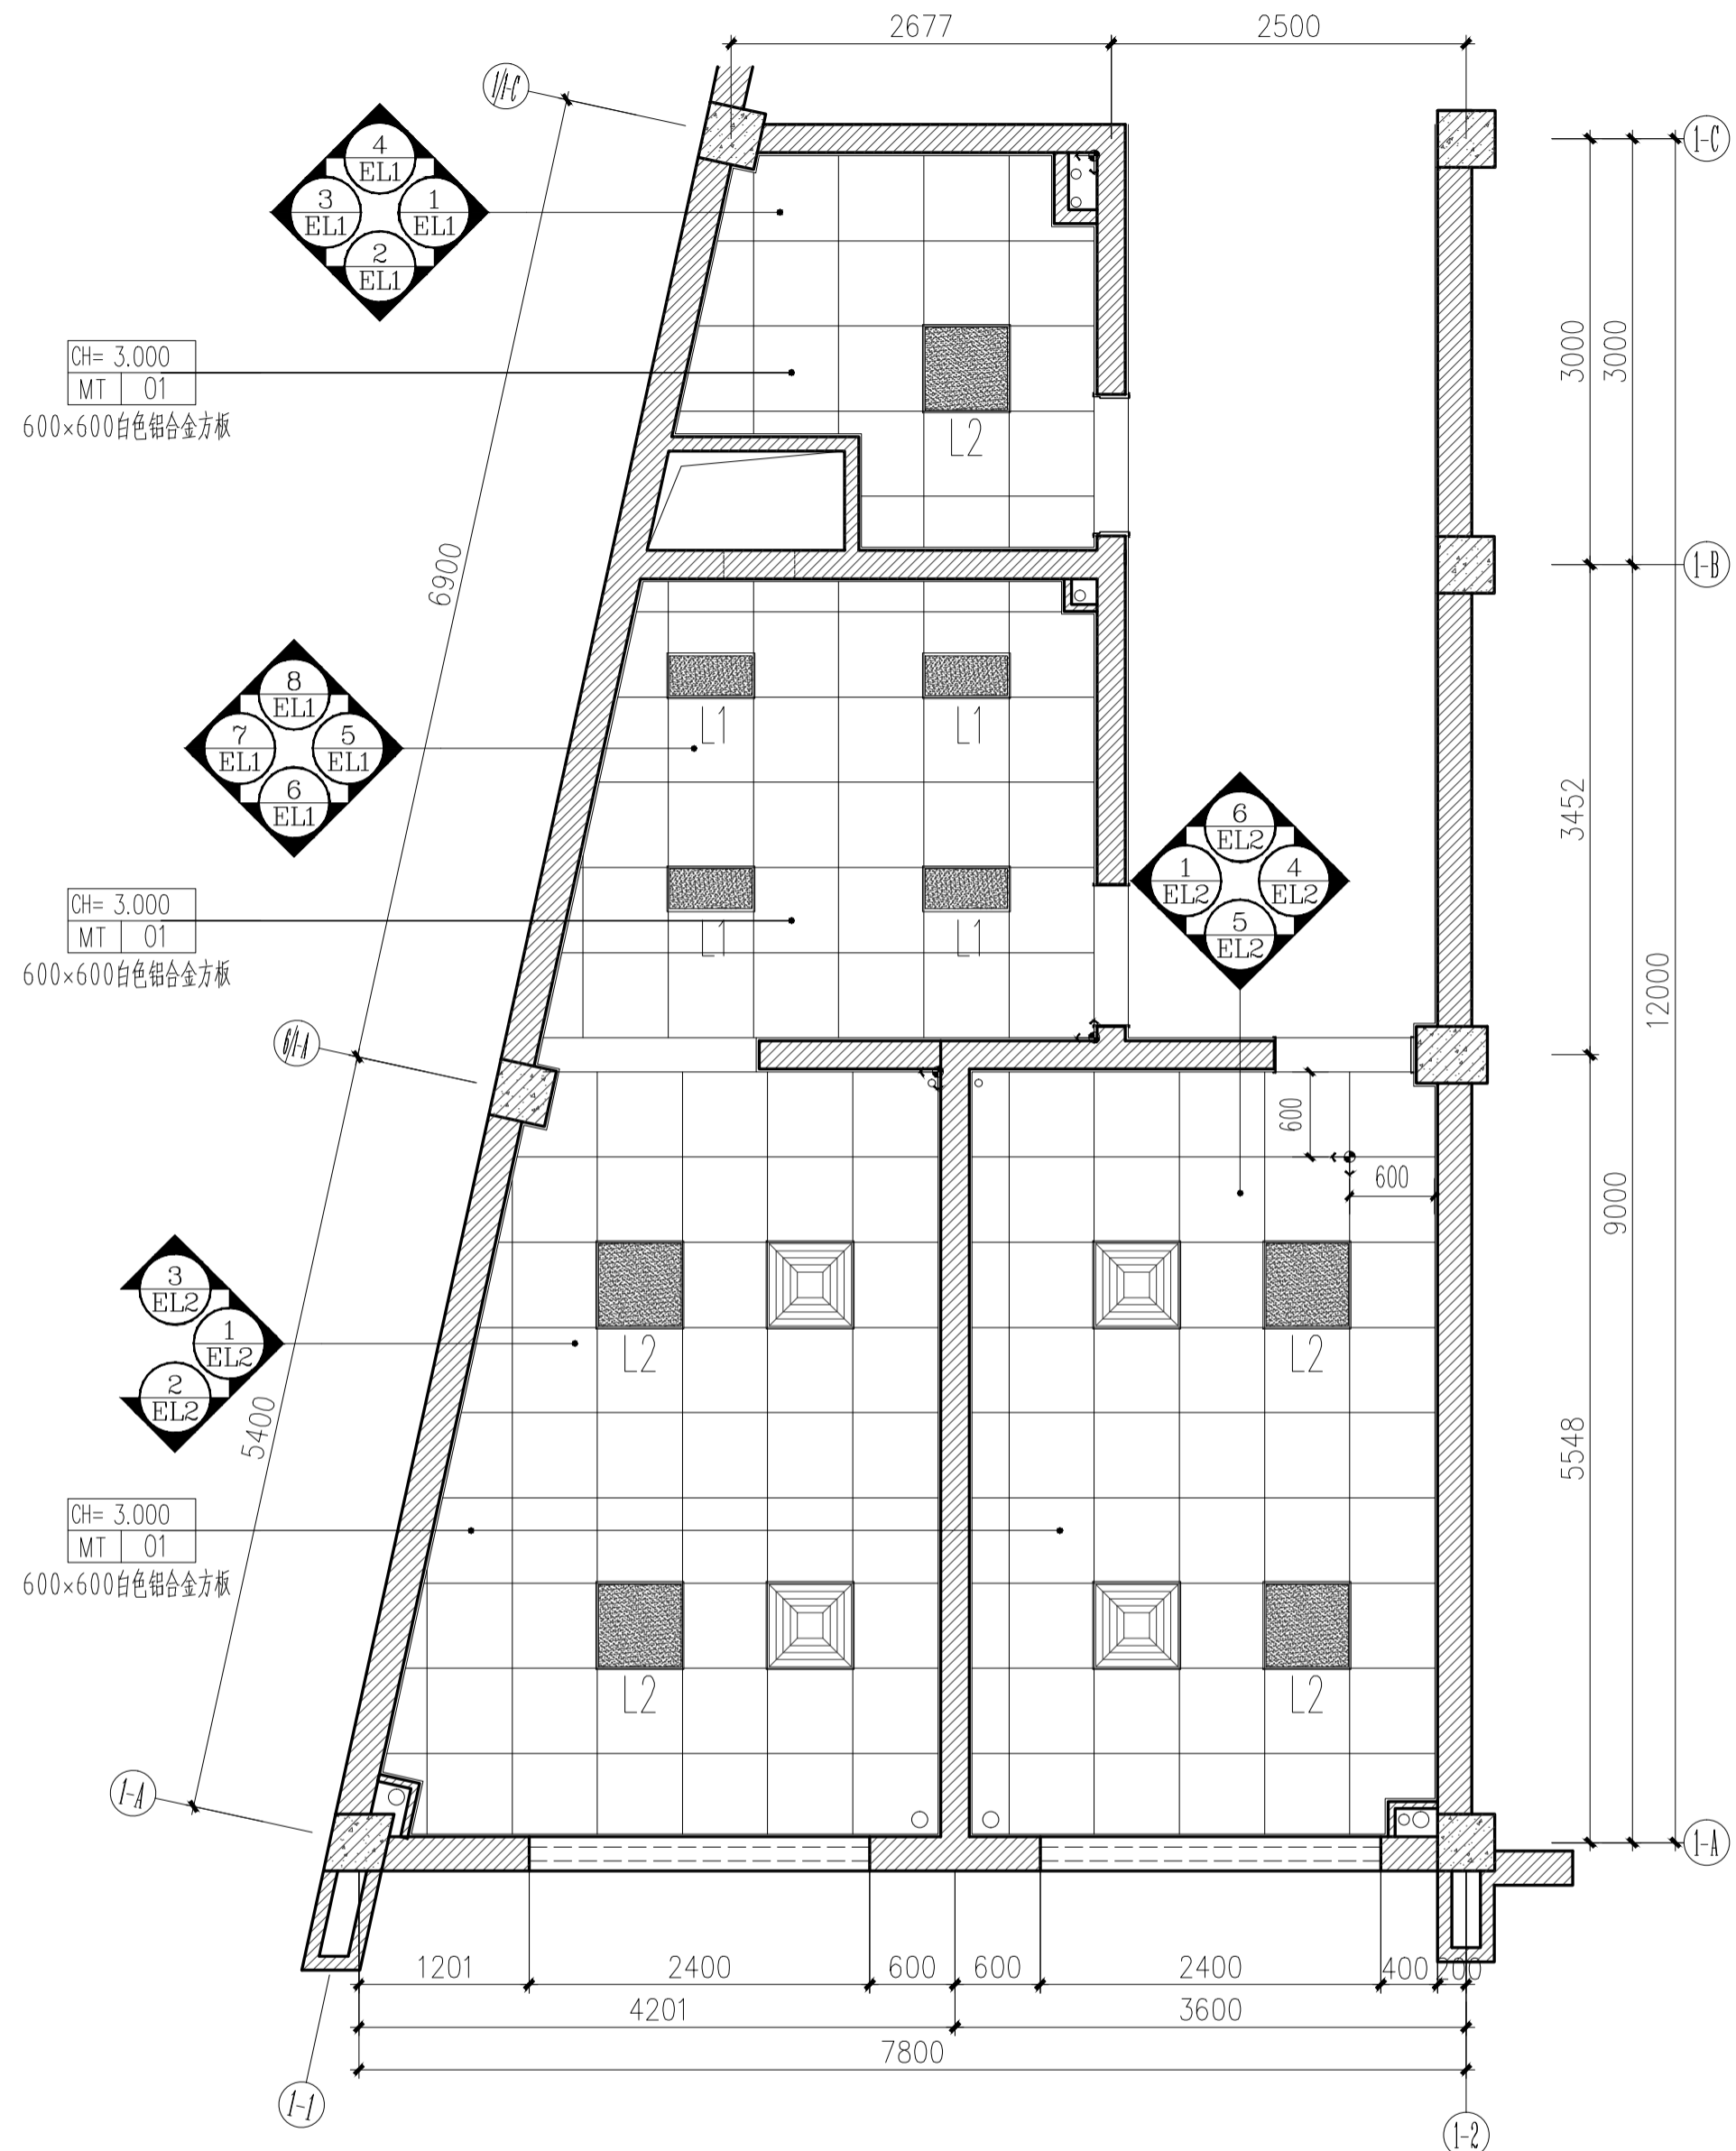 2677
2500
1/1-C
1-C
4
EL1
3
EL1
1
EL1
2
EL1
3000
3000
CH= 3.000
MT 01
600×600白色铝合金方板
L2
6900
1-B
8
EL1
7
EL1
5
EL1
6
EL1
L1
L1
3452
6
EL2
1
EL2
4
EL2
5
EL2
CH= 3.000
MT 01
600×600白色铝合金方板
L1
L1
12000
6/1-A
600
600
9000
3
EL2
1
EL2
2
EL2
L2
L2
5400
5548
CH= 3.000
MT 01
600×600白色铝合金方板
L2
L2
1-A
1-A
1201
2400
600
600
2400
400
200
4201
3600
7800
1-1
1-2